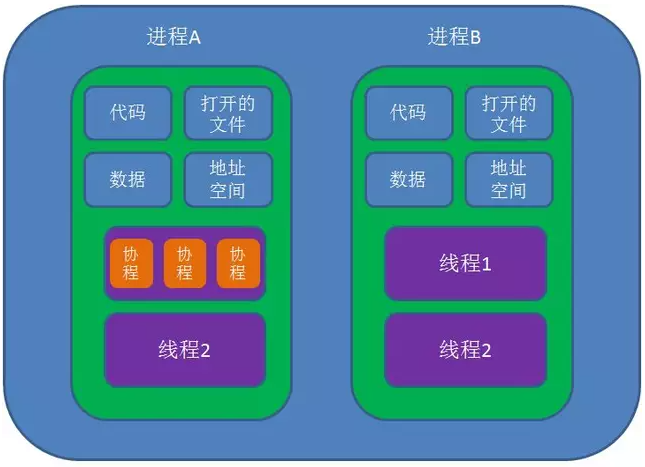 进程A
进程B
代码
打开的
文件
数据
地址
空间
协
程
协
程
协
程
线程2
代码
打开的
文件
数据
地址
空间
线程1
线程2